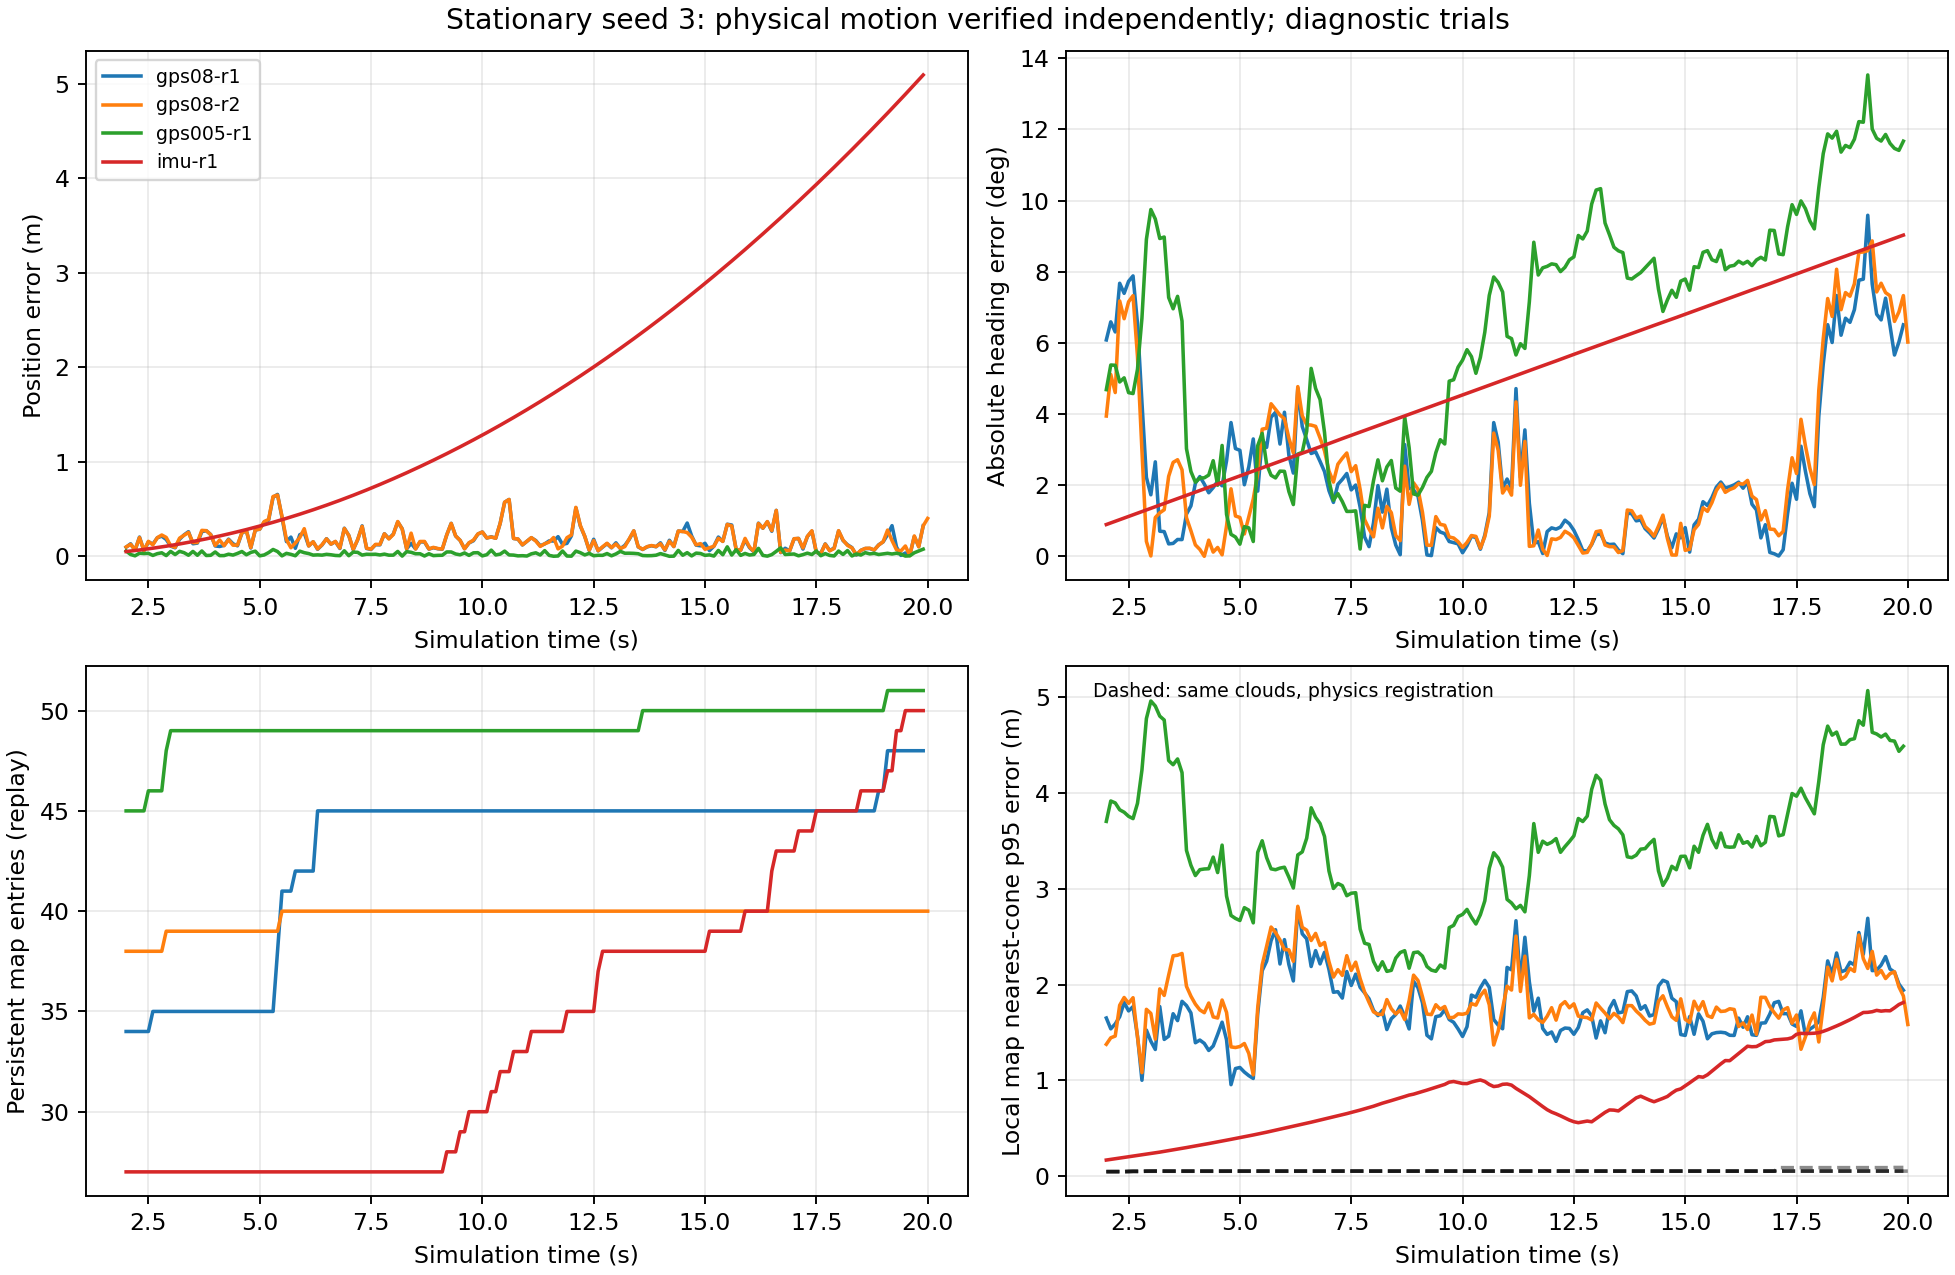 Stationary seed 3: physical motion verified independently; diagnostic trials
gps08-r1
gps08-r2
gps005-r1
imu-r1
Position error (m)
5
4
3
2
1
0
2.5 5.0 7.5 10.0 12.5 15.0 17.5 20.0
Simulation time (s)
Absolute heading error (deg)
14
12
10
8
6
4
2
0
2.5 5.0 7.5 10.0 12.5 15.0 17.5 20.0
Simulation time (s)
Persistent map entries (replay)
50
45
40
35
30
2.5 5.0 7.5 10.0 12.5 15.0 17.5 20.0
Simulation time (s)
Dashed: same clouds, physics registration
Local map nearest-cone p95 error (m)
5
4
3
2
1
0
2.5 5.0 7.5 10.0 12.5 15.0 17.5 20.0
Simulation time (s)